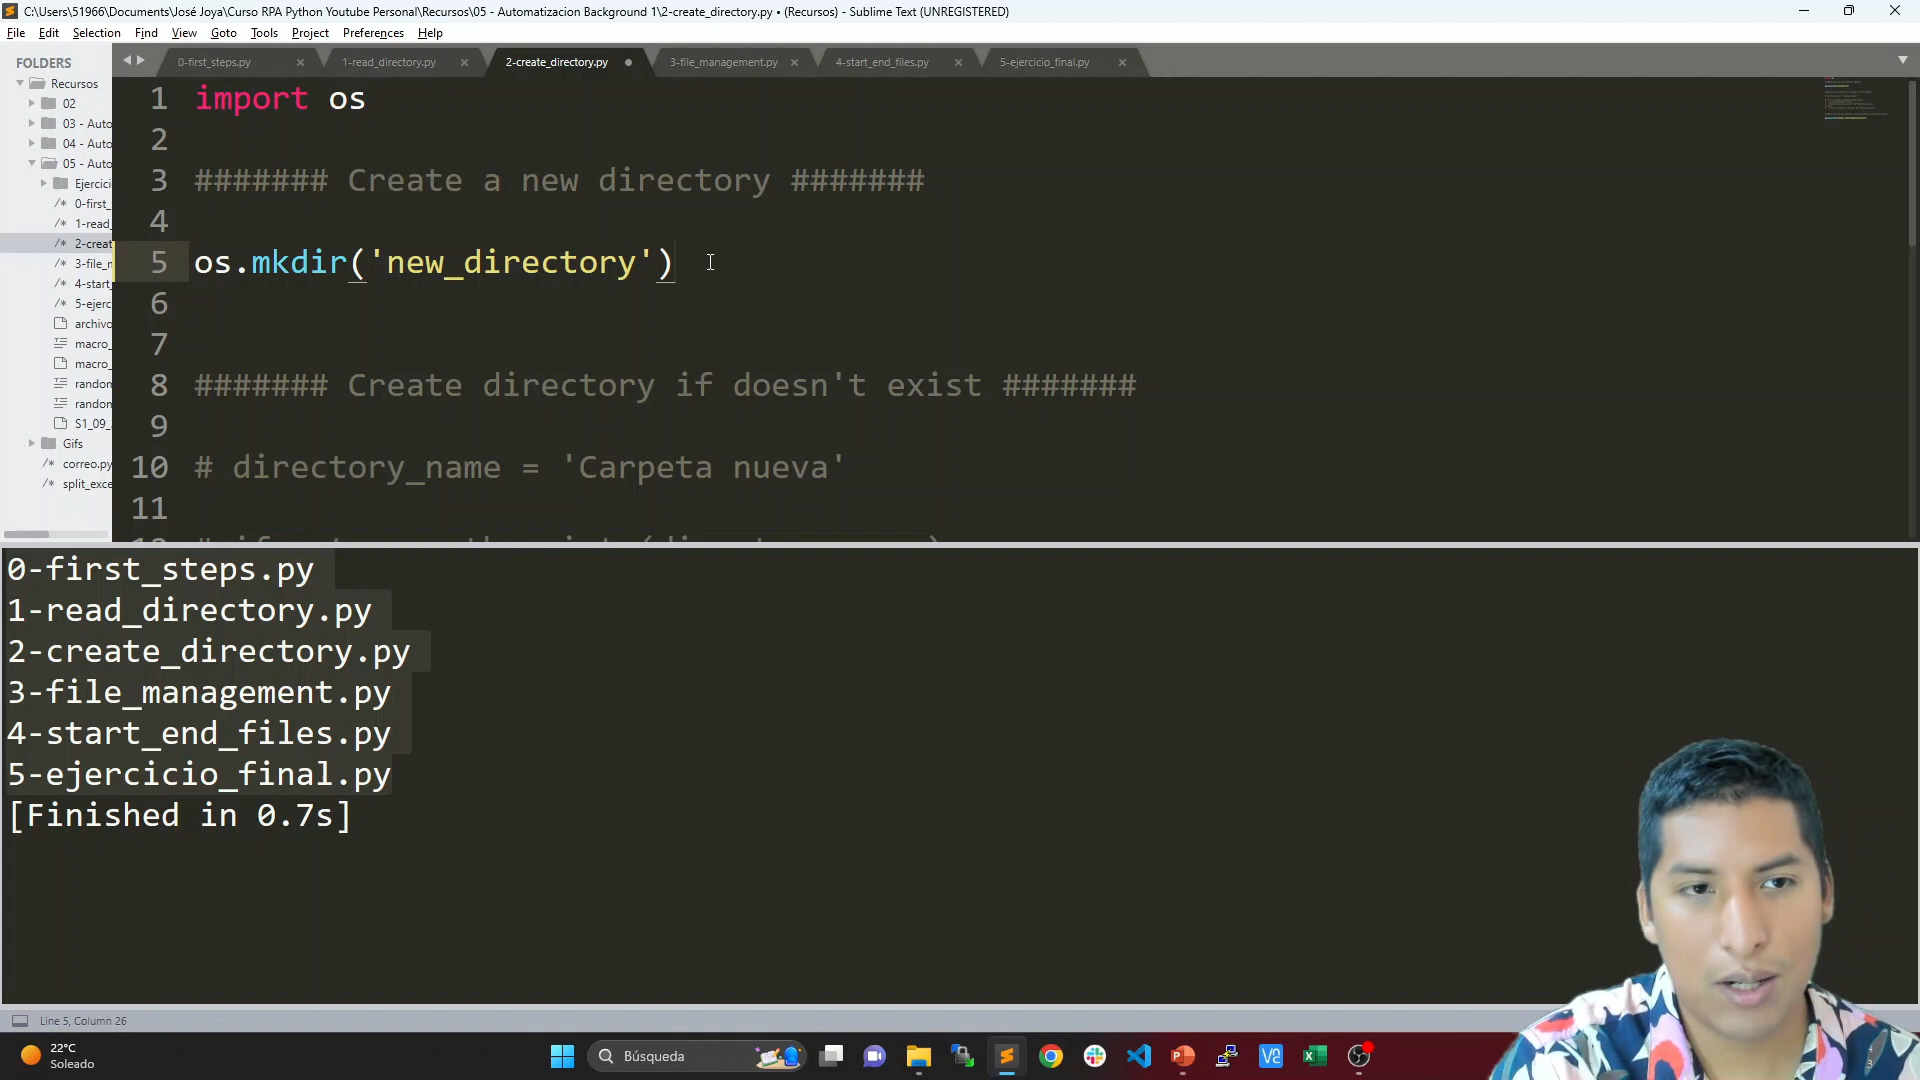 C:\Users\51966\Documents\José Joya\Curso RPA Python Youtube Personal\Recursos\05 - Automatizacion Background 1\2-create_directory.py • (Recursos) - Sublime Text (UNREGISTERED)
File Edit Selection Find View Goto Tools Project Preferences Help
FOLDERS
Recursos
02
03 - Auto
04 - Auto
05 - Auto
Ejercici
0-first_
1-read_
2-creat
3-file_r
4-start_
5-ejerc
archivo
macro_
macro_
random
random
S1_09_
Gifs
correo.py
split_exce
0-first_steps.py
1-read_directory.py
2-create_directory.py
3-file_management.py
4-start_end_files.py
5-ejercicio_final.py
1 import os
2
3 ####### Create a new directory #######
4
5 os.mkdir('new_directory')
6
7
8 ####### Create directory if doesn't exist #######
9
10 # directory_name = 'Carpeta nueva'
11
0-first_steps.py
1-read_directory.py
2-create_directory.py
3-file_management.py
4-start_end_files.py
5-ejercicio_final.py
[Finished in 0.7s]
Line 5, Column 26
22°C
Soleado
Búsqueda